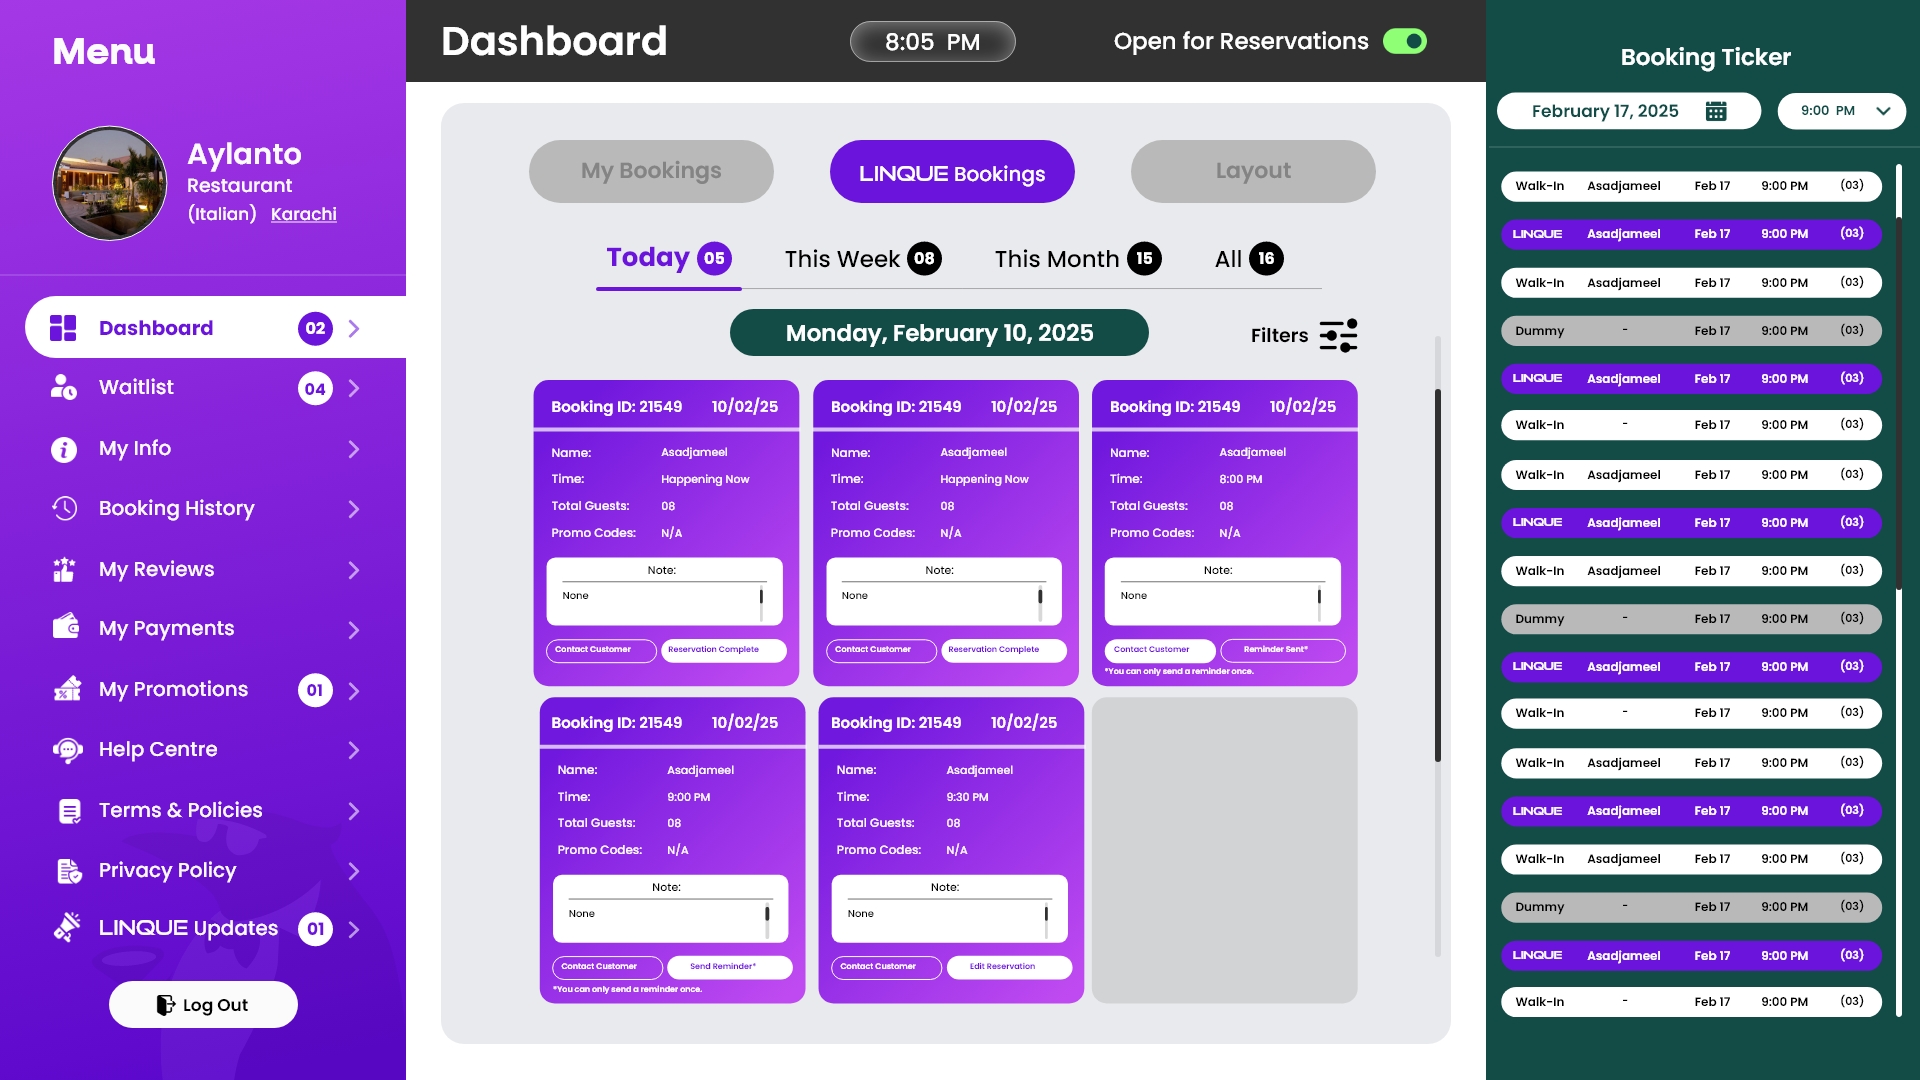 Menu
Aylanto
Restaurant
(Italian) Karachi
Dashboard 02
Waitlist 04
My Info
Booking History
My Reviews
My Payments
My Promotions 01
Help Centre
Terms & Policies
Privacy Policy
LINQUE Updates 01
Log Out
Dashboard
8:05 PM
Open for Reservations
My Bookings
LINQUE Bookings
Layout
Today 05
This Week 08
This Month 15
All 16
Monday, February 10, 2025
Filters
Booking ID: 21549 10/02/25
Name: Asadjameel
Time: Happening Now
Total Guests: 08
Promo Codes: N/A
Note:
None
Contact Customer
Reservation Complete
Booking ID: 21549 10/02/25
Name: Asadjameel
Time: Happening Now
Total Guests: 08
Promo Codes: N/A
Note:
None
Contact Customer
Reservation Complete
Booking ID: 21549 10/02/25
Name: Asadjameel
Time: 8:00 PM
Total Guests: 08
Promo Codes: N/A
Note:
None
Contact Customer
Reminder Sent*
*You can only send a reminder once.
Booking ID: 21549 10/02/25
Name: Asadjameel
Time: 9:00 PM
Total Guests: 08
Promo Codes: N/A
Note:
None
Contact Customer
Send Reminder*
*You can only send a reminder once.
Booking ID: 21549 10/02/25
Name: Asadjameel
Time: 9:30 PM
Total Guests: 08
Promo Codes: N/A
Note:
None
Contact Customer
Edit Reservation
Booking Ticker
February 17, 2025
9:00 PM
Walk-In Asadjameel Feb 17 9:00 PM (03)
LINQUE Asadjameel Feb 17 9:00 PM (03)
Walk-In Asadjameel Feb 17 9:00 PM (03)
Dummy - Feb 17 9:00 PM (03)
LINQUE Asadjameel Feb 17 9:00 PM (03)
Walk-In - Feb 17 9:00 PM (03)
Walk-In Asadjameel Feb 17 9:00 PM (03)
LINQUE Asadjameel Feb 17 9:00 PM (03)
Walk-In Asadjameel Feb 17 9:00 PM (03)
Dummy - Feb 17 9:00 PM (03)
LINQUE Asadjameel Feb 17 9:00 PM (03)
Walk-In - Feb 17 9:00 PM (03)
Walk-In Asadjameel Feb 17 9:00 PM (03)
LINQUE Asadjameel Feb 17 9:00 PM (03)
Walk-In Asadjameel Feb 17 9:00 PM (03)
Dummy - Feb 17 9:00 PM (03)
LINQUE Asadjameel Feb 17 9:00 PM (03)
Walk-In - Feb 17 9:00 PM (03)